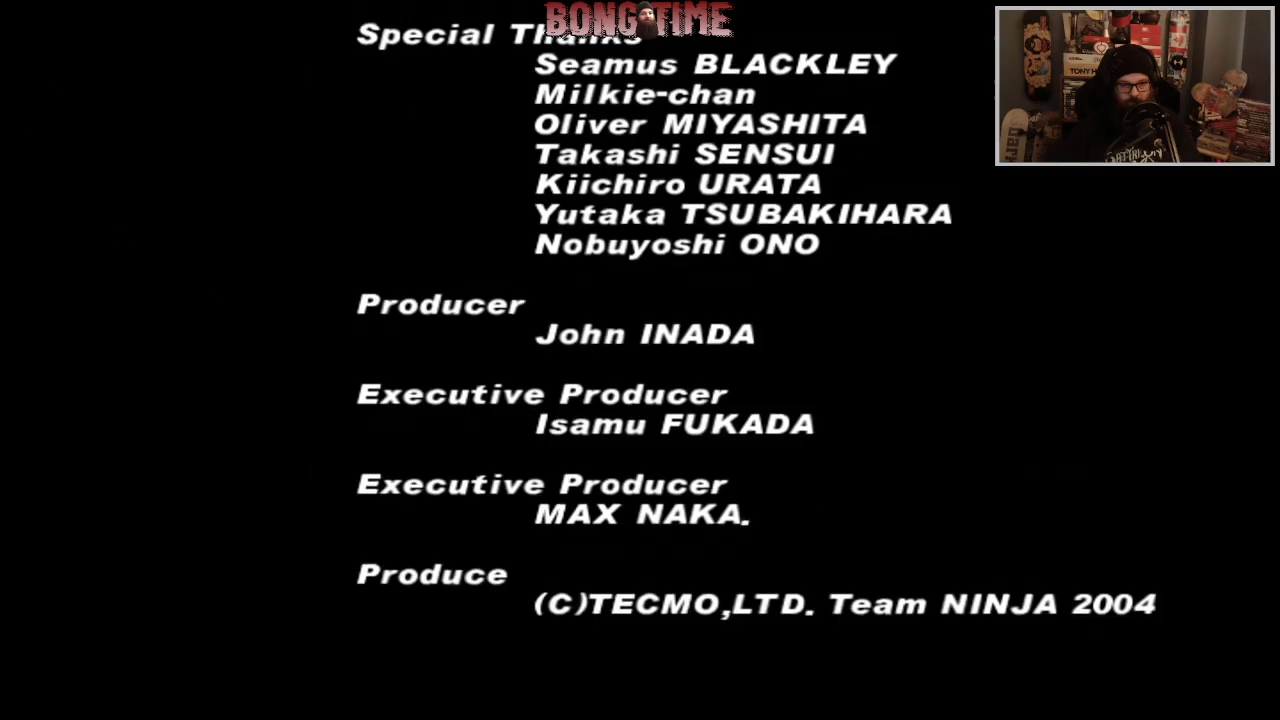 BONG TIME
Special Thanks
Seamus BLACKLEY
Milkie-chan
Oliver MIYASHITA
Takashi SENSUI
Kiichiro URATA
Yutaka TSUBAKIHARA
Nobuyoshi ONO
Producer
John INADA
Executive Producer
Isamu FUKADA
Executive Producer
MAX NAKA.
Produce
(C)TECMO,LTD. Team NINJA 2004
TONY H